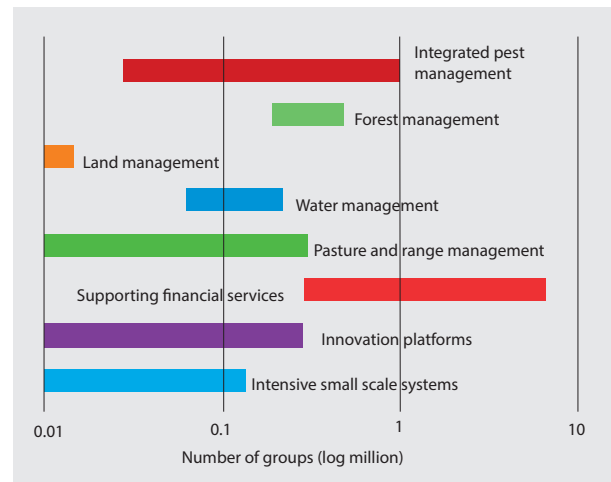 Integrated pest
management
Forest management
Land management
Water management
Pasture and range management
Supporting financial services
Innovation platforms
Intensive small scale systems
0.01 0.1 1 10
Number of groups (log million)